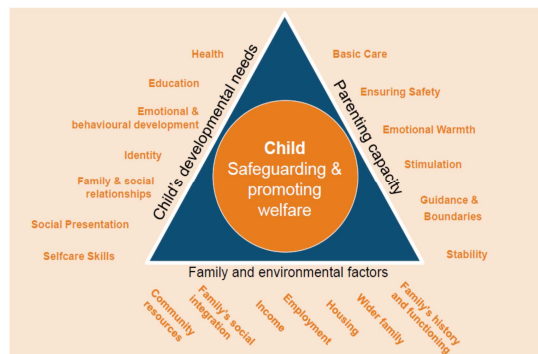 Health
Education
Emotional &
behavioural development
Identity
Family & social
relationships
Social Presentation
Selfcare Skills
Child's developmental needs
Child
Safeguarding &
promoting
welfare
Parenting capacity
Basic Care
Ensuring Safety
Emotional Warmth
Stimulation
Guidance &
Boundaries
Stability
Family and environmental factors
Community
resources
Family's social
integration
Income
Employment
Housing
Wider family
Family's history
and functioning